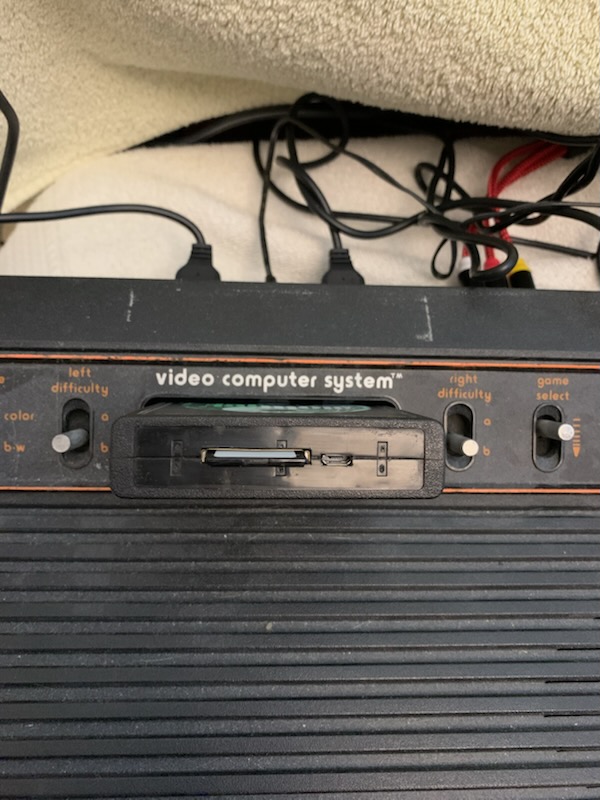 left
difficulty
video computer system™
right
difficulty
game
select
color
b-w
a
b
a
b